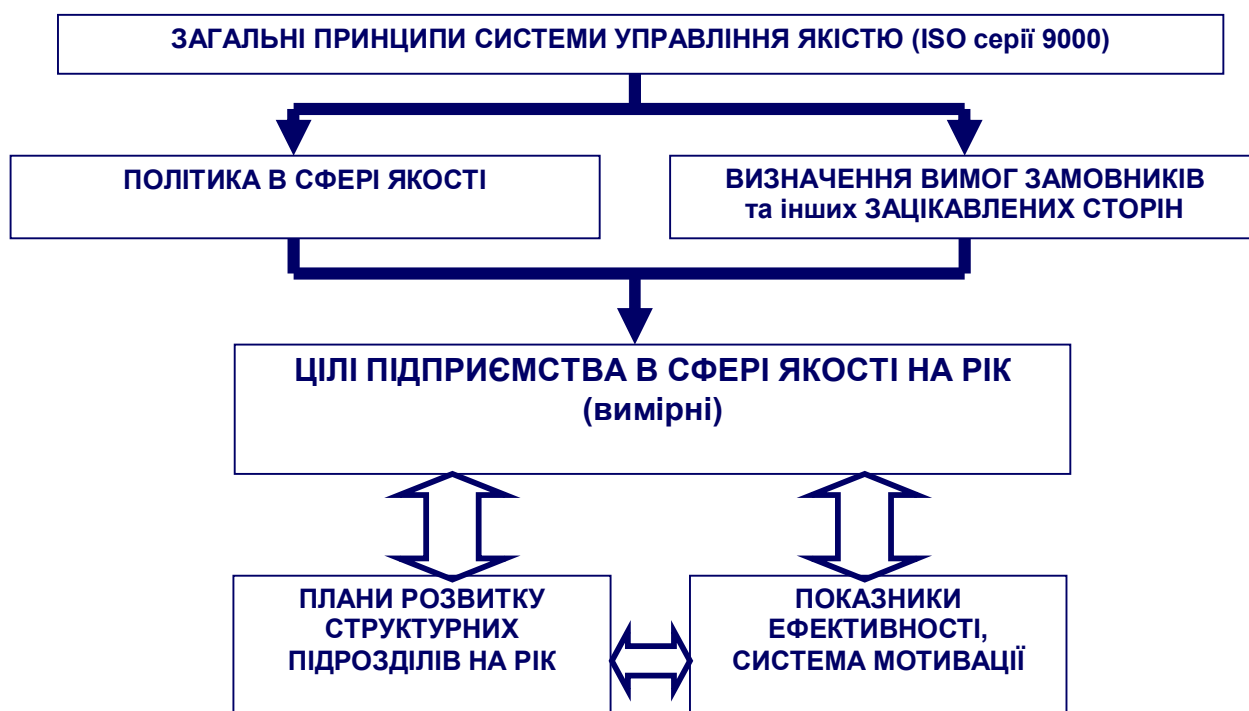 ЗАГАЛЬНІ ПРИНЦИПИ СИСТЕМИ УПРАВЛІННЯ ЯКІСТЮ (ISO серії 9000)
ПОЛІТИКА В СФЕРІ ЯКОСТІ
ВИЗНАЧЕННЯ ВИМОГ ЗАМОВНИКІВ
та інших ЗАЦІКАВЛЕНИХ СТОРІН
ЦІЛІ ПІДПРИЄМСТВА В СФЕРІ ЯКОСТІ НА РІК
(вимірні)
ПЛАНИ РОЗВИТКУ
СТРУКТУРНИХ
ПІДРОЗДІЛІВ НА РІК
ПОКАЗНИКИ
ЕФЕКТИВНОСТІ,
СИСТЕМА МОТИВАЦІЇ